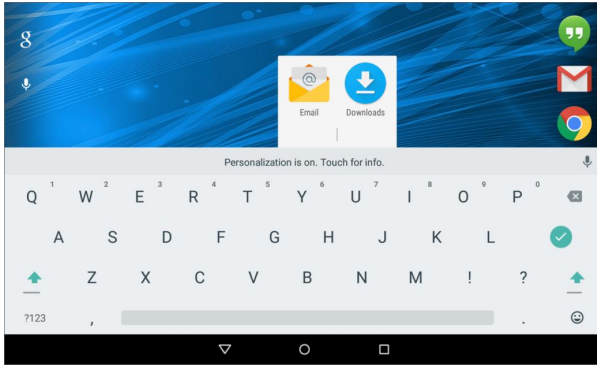 g
@
Email Downloads
Personalization is on. Touch for info.
Q 1 W 2 E 3 R 4 T 5 Y 6 U 7 I 8 O 9 P 0
A S D F G H J K L
Z X C V B N M ! ?
?123 , .